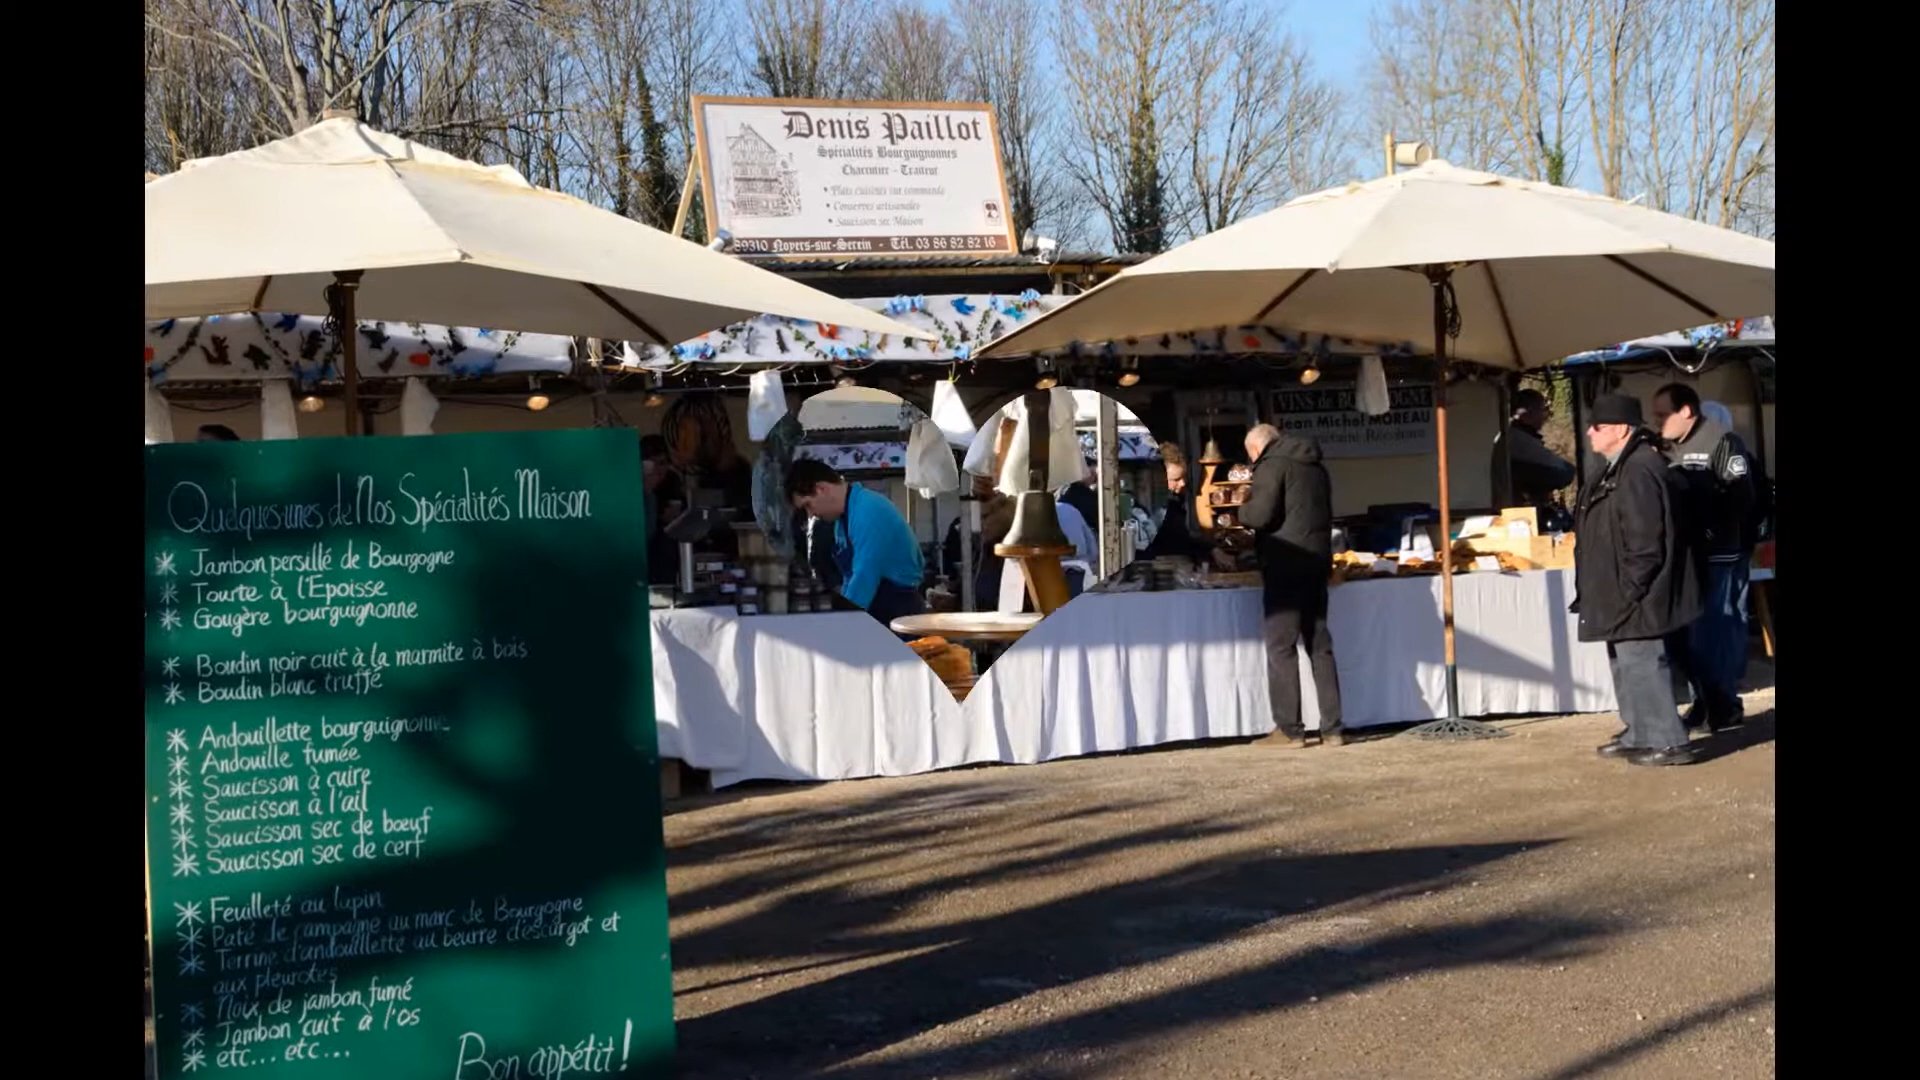 Denis Paillot
Spécialités Bourguignonnes
Charcutier - Traiteur
• Plats cuisinés sur commande
• Conserves artisanales
• Saucisson sec Maison
89310 Noyers-sur-Serein - Tél. 03 86 82 82 16
VINS de BOURGOGNE
Jean Michel MOREAU
Quelques-unes de Nos Spécialités Maison
* Jambon persillé de Bourgogne
* Tourte à l'Epoisse
* Gougère bourguignonne
* Boudin noir cuit à la marmite à bois
* Boudin blanc truffé
* Andouillette bourguignonne
* Andouille fumée
* Saucisson à cuire
* Saucisson à l'ail
* Saucisson sec de bœuf
* Saucisson sec de cerf
* Feuilleté au lapin
* Paté de campagne au marc de Bourgogne
* Terrine d'andouillette au beurre d'escargot et
aux pleurotes
* Noix de jambon fumé
* Jambon cuit à l'os
* etc... etc...
Bon appétit !